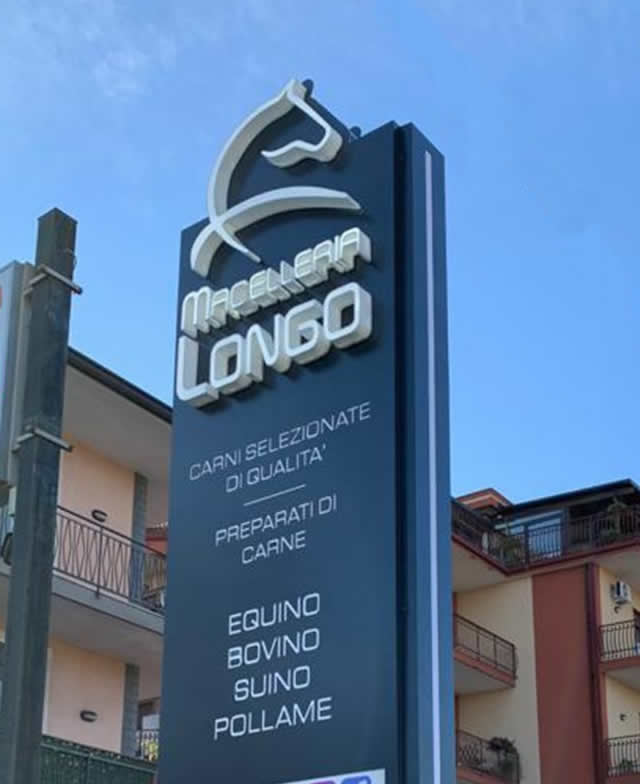 MACELLERIA
LONGO
CARNI SELEZIONATE
DI QUALITA'
PREPARATI DI
CARNE
EQUINO
BOVINO
SUINO
POLLAME